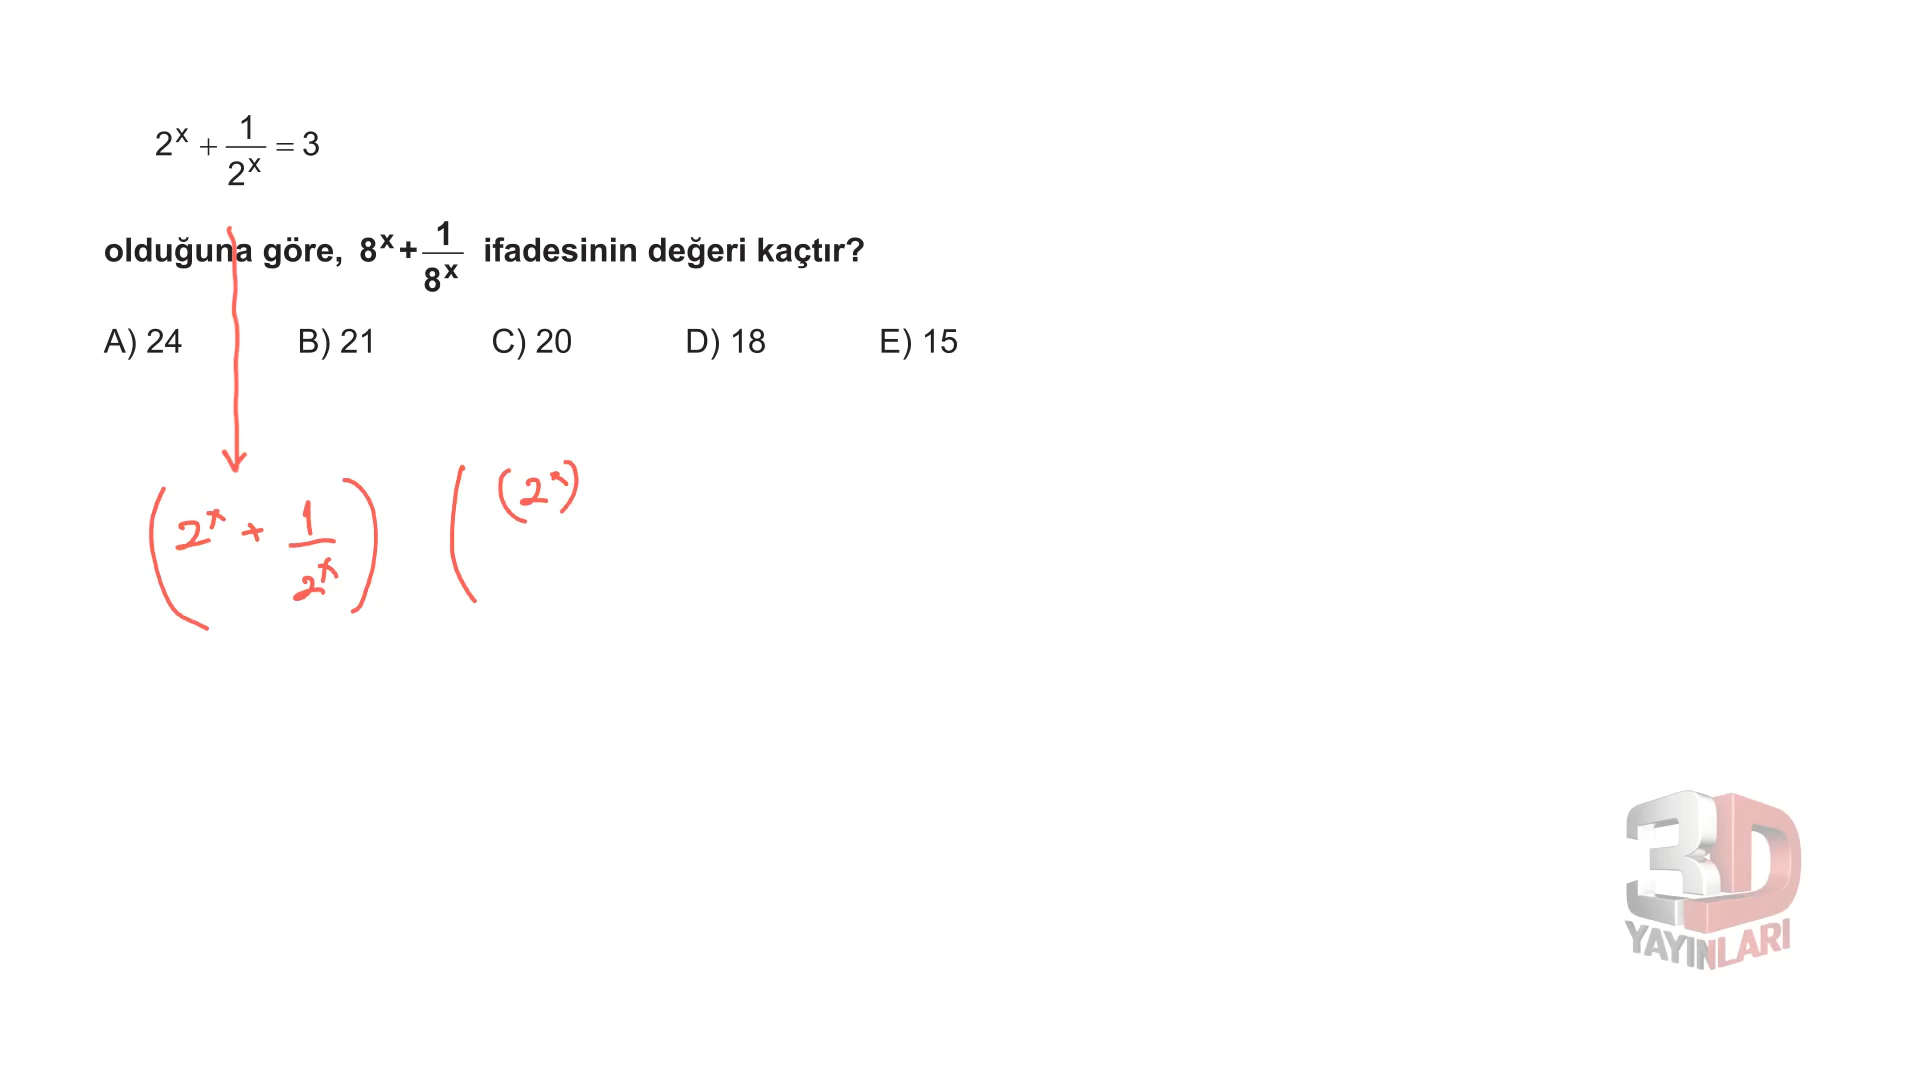 2ˣ + 1/2ˣ = 3
olduğuna göre, 8ˣ + 1/8ˣ ifadesinin değeri kaçtır?
A) 24 B) 21 C) 20 D) 18 E) 15
(2ˣ + 1/2ˣ) ( (2ˣ)
3D
YAYINLARI